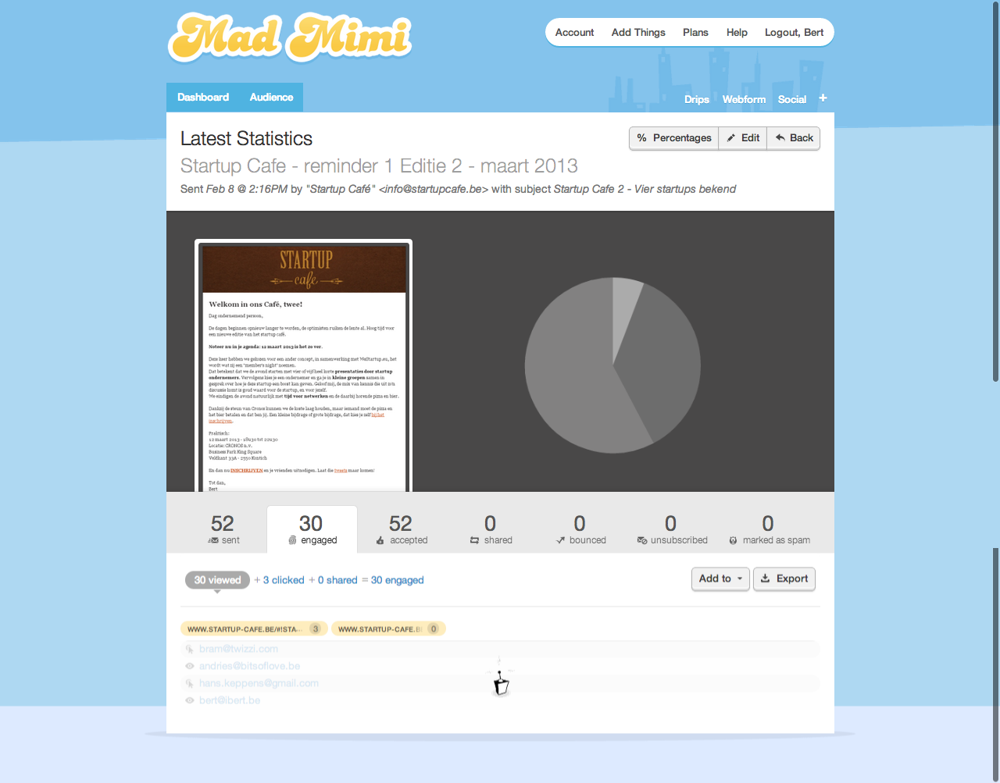 Mad Mimi
Account Add Things Plans Help Logout, Bert
Dashboard Audience
Drips Webform Social +
Latest Statistics
% Percentages Edit Back
Startup Cafe - reminder 1 Editie 2 - maart 2013
Sent Feb 8 @ 2:16PM by "Startup Café" <info@startupcafe.be> with subject Startup Cafe 2 - Vier startups bekend
STARTUP
cafe
Welkom in ons Café, twee!
Dag ondernemend persoon,
De dagen beginnen opnieuw langer te worden, de optimisten ruiken de lente al. Hoog tijd voor
een nieuwe editie van het startup café.
Noteer nu in je agenda: 12 maart 2013 is het zo ver.
Deze keer hebben we gekozen voor een ander concept, in samenwerking met WeStartup.eu, het
wordt wat zij een "member's night" noemen.
Dat betekent dat we de avond starten met vier of vijf heel korte presentaties door startup
ondernemers. Vervolgens kies je een ondernemer en ga je in kleine groepen samen in
gesprek over hoe je deze startup een boost kan geven. Geloof mij, de mix van kennis die uit zo'n
discussie komt is goud waard voor de startup, en voor jezelf.
We eindigen de avond natuurlijk met tijd voor netwerken en de daarbij horende pizza en bier.
Dankzij de steun van Cronos kunnen we de kosten laag houden, maar iemand moet de pizza en
het bier betalen en dat ben jij. Een kleine bijdrage of grote bijdrage, dat kies je zelf bij het
inschrijven.
Praktisch:
12 maart 2013 - 18u30 tot 22u30
Locatie: CRONOS n.v.
Business Park King Square
Veldkant 33A - 2550 Kontich
En dan nu INSCHRIJVEN en je vrienden uitnodigen. Laat die tweets maar komen!
Tot dan,
Bert
52 30 52 0 0 0 0
sent engaged accepted shared bounced unsubscribed marked as spam
30 viewed + 3 clicked + 0 shared = 30 engaged
Add to Export
WWW.STARTUP-CAFE.BE/#!STA... 3 WWW.STARTUP-CAFE.B 0
bram@twizzi.com
andries@bitsoflove.be
hans.keppens@gmail.com
bert@ibert.be